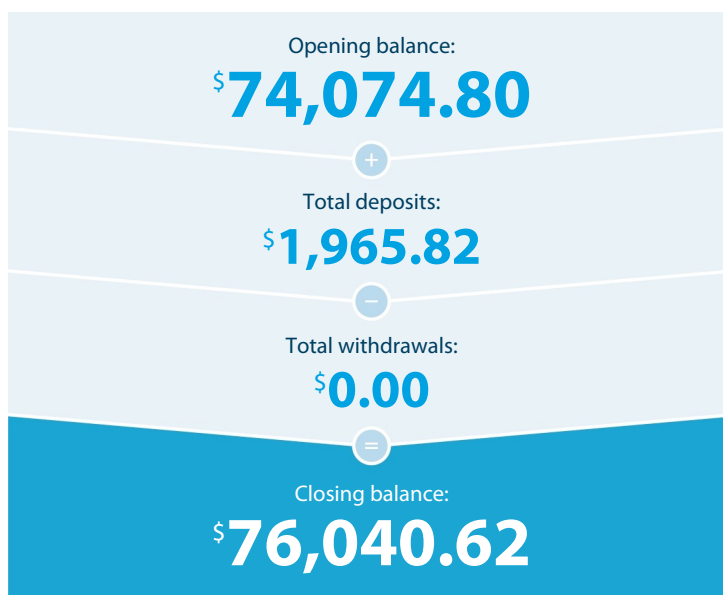 Opening balance:
$74,074.80
+
Total deposits:
$1,965.82
−
Total withdrawals:
$0.00
=
Closing balance:
$76,040.62